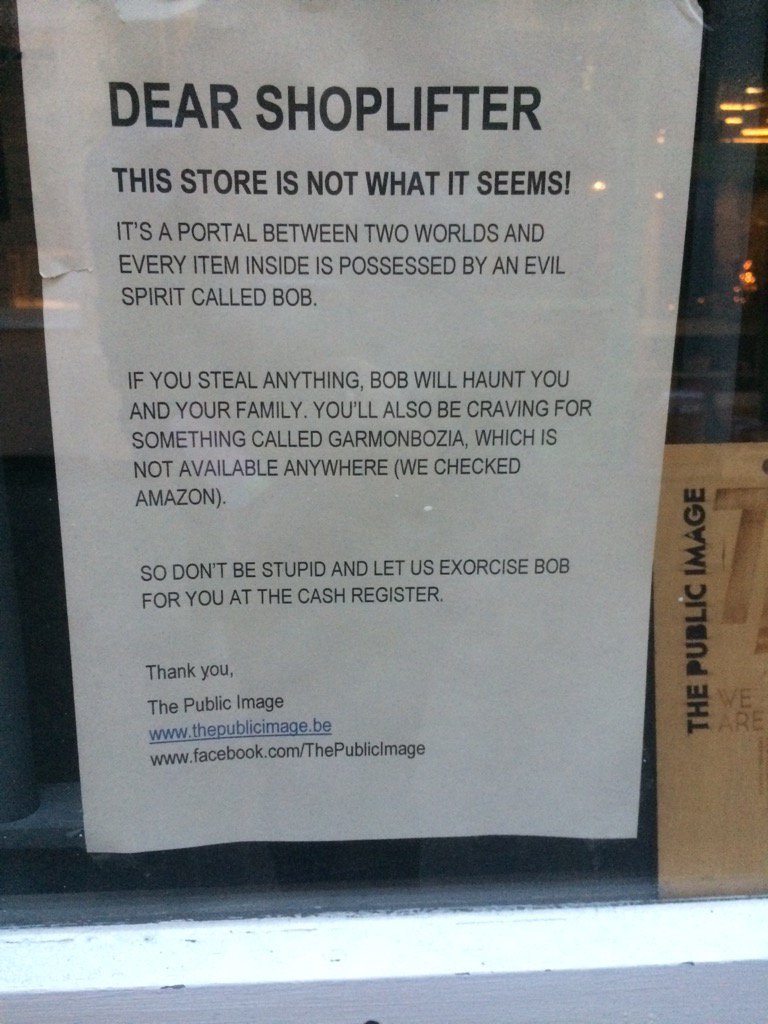 DEAR SHOPLIFTER
THIS STORE IS NOT WHAT IT SEEMS!
IT'S A PORTAL BETWEEN TWO WORLDS AND
EVERY ITEM INSIDE IS POSSESSED BY AN EVIL
SPIRIT CALLED BOB.
IF YOU STEAL ANYTHING, BOB WILL HAUNT YOU
AND YOUR FAMILY. YOU'LL ALSO BE CRAVING FOR
SOMETHING CALLED GARMONBOZIA, WHICH IS
NOT AVAILABLE ANYWHERE (WE CHECKED
AMAZON).
SO DON'T BE STUPID AND LET US EXORCISE BOB
FOR YOU AT THE CASH REGISTER.
Thank you,
The Public Image
www.thepublicimage.be
www.facebook.com/ThePublicImage
THE PUBLIC IMAGE
WE
ARE